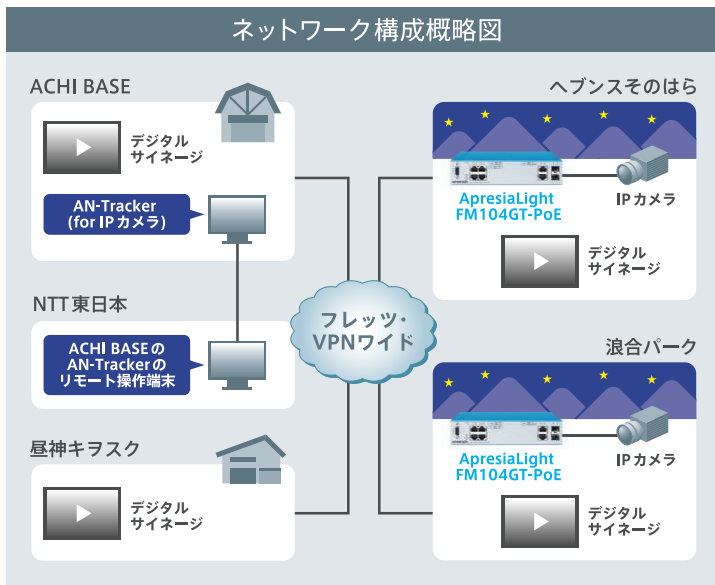 ネットワーク構成概略図
ACHI BASE
デジタル
サイネージ
AN-Tracker
(for IPカメラ)
NTT東日本
ACHI BASEの
AN-Trackerの
リモート操作端末
昼神キヲスク
デジタル
サイネージ
フレッツ・
VPNワイド
ヘブンスそのはら
ApresiaLight
FM104GT-PoE
IPカメラ
デジタル
サイネージ
浪合パーク
ApresiaLight
FM104GT-PoE
IPカメラ
デジタル
サイネージ